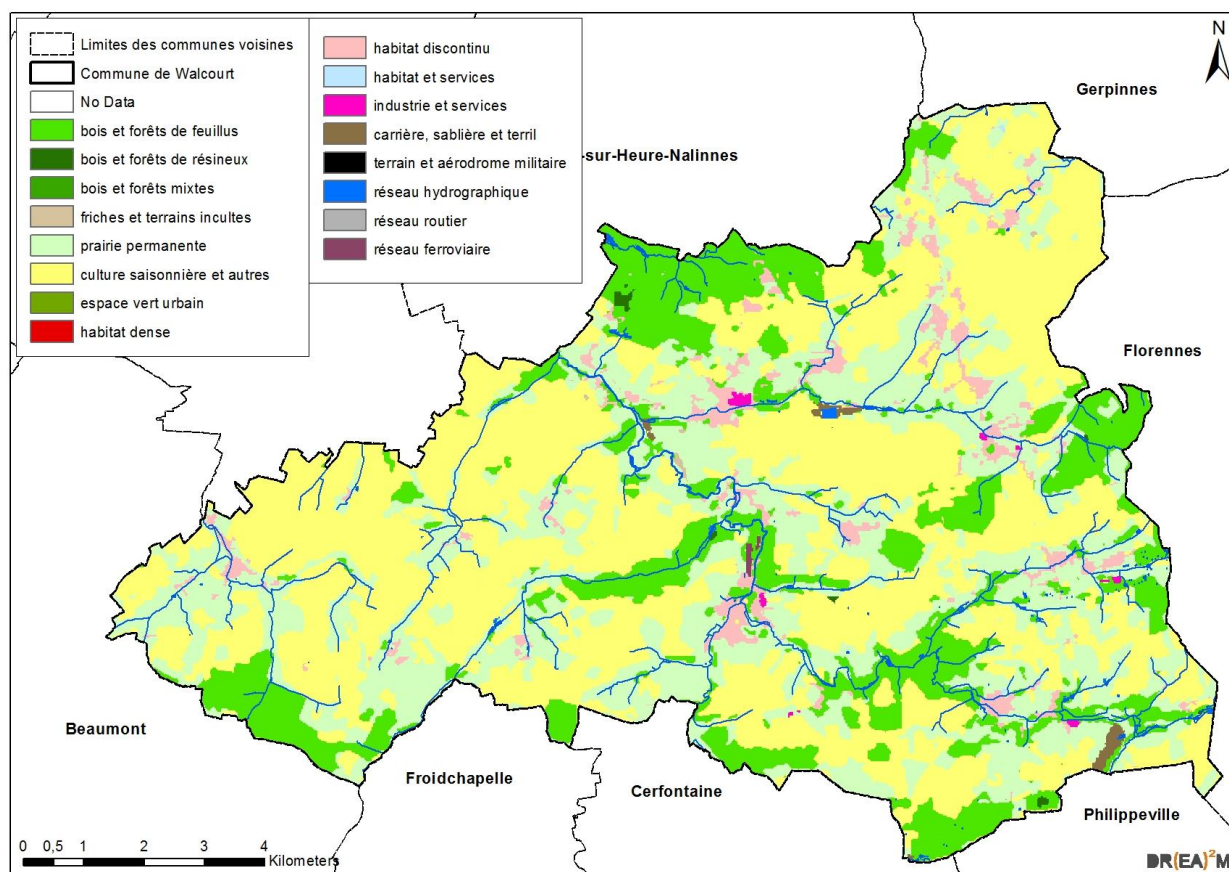 Limites des communes voisines
Commune de Walcourt
No Data
bois et forêts de feuillus
bois et forêts de résineux
bois et forêts mixtes
friches et terrains incultes
prairie permanente
culture saisonnière et autres
espace vert urbain
habitat dense
habitat discontinu
habitat et services
industrie et services
carrière, sablière et terril
terrain et aérodrome militaire
réseau hydrographique
réseau routier
réseau ferroviaire
N
Gerpinnes
-sur-Heure-Nalinnes
Florennes
Beaumont
Froidchapelle
Cerfontaine
Philippeville
0 0,5 1 2 3 4
Kilometers
DR(EA)²M